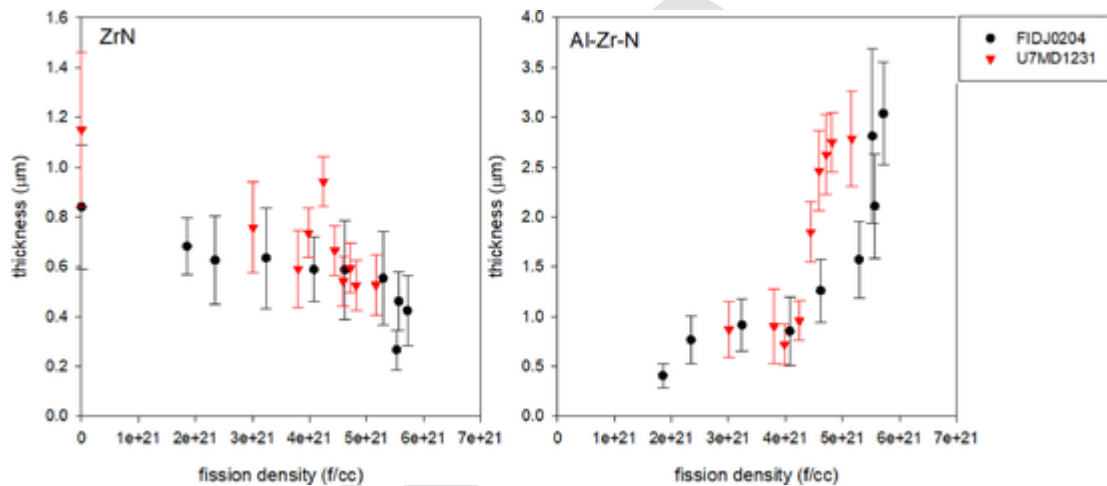 ZrN
1.6
1.4
1.2
1.0
0.8
0.6
0.4
0.2
0.0
thickness (μm)
0
1e+21
2e+21
3e+21
4e+21
5e+21
6e+21
7e+21
fission density (f/cc)
Al-Zr-N
4.0
3.5
3.0
2.5
2.0
1.5
1.0
0.5
0.0
thickness (μm)
0
1e+21
2e+21
3e+21
4e+21
5e+21
6e+21
7e+21
fission density (f/cc)
FIDJ0204
U7MD1231